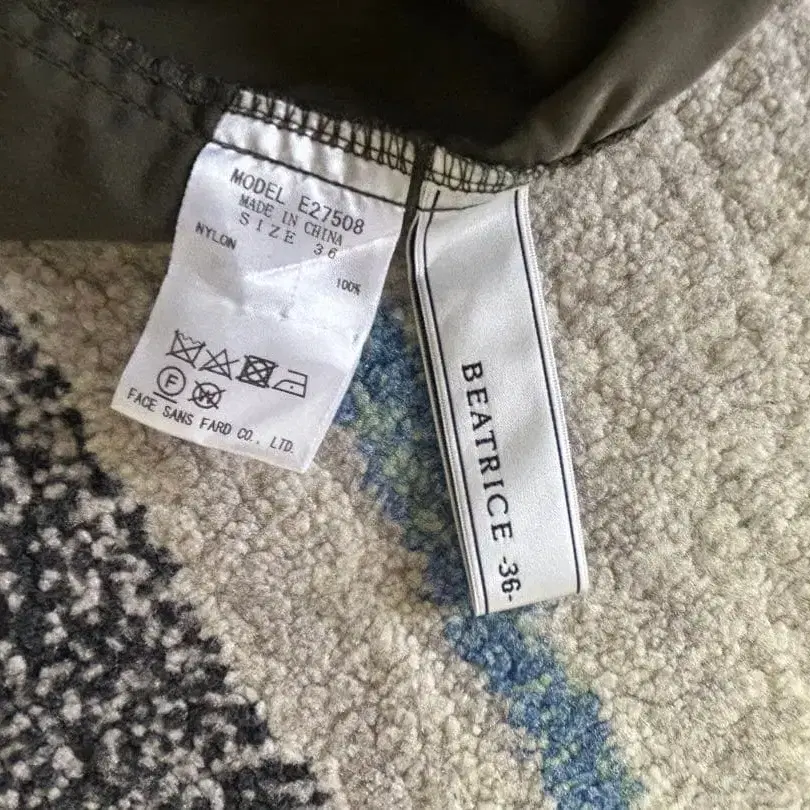 MODEL E27508
MADE IN CHINA
SIZE 36
NYLON
100%
F W
FACE SANS FARD CO., LTD.
BEATRICE -36-